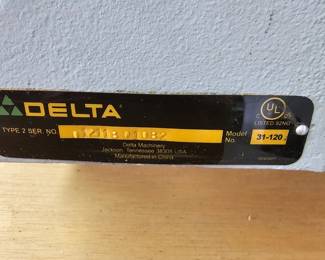 DELTA
UL
LISTED 82NO
TYPE 2 SER. NO.
Model No. 31-120
Delta Machinery
Jackson, Tennessee 38305 USA
Manufactured in China